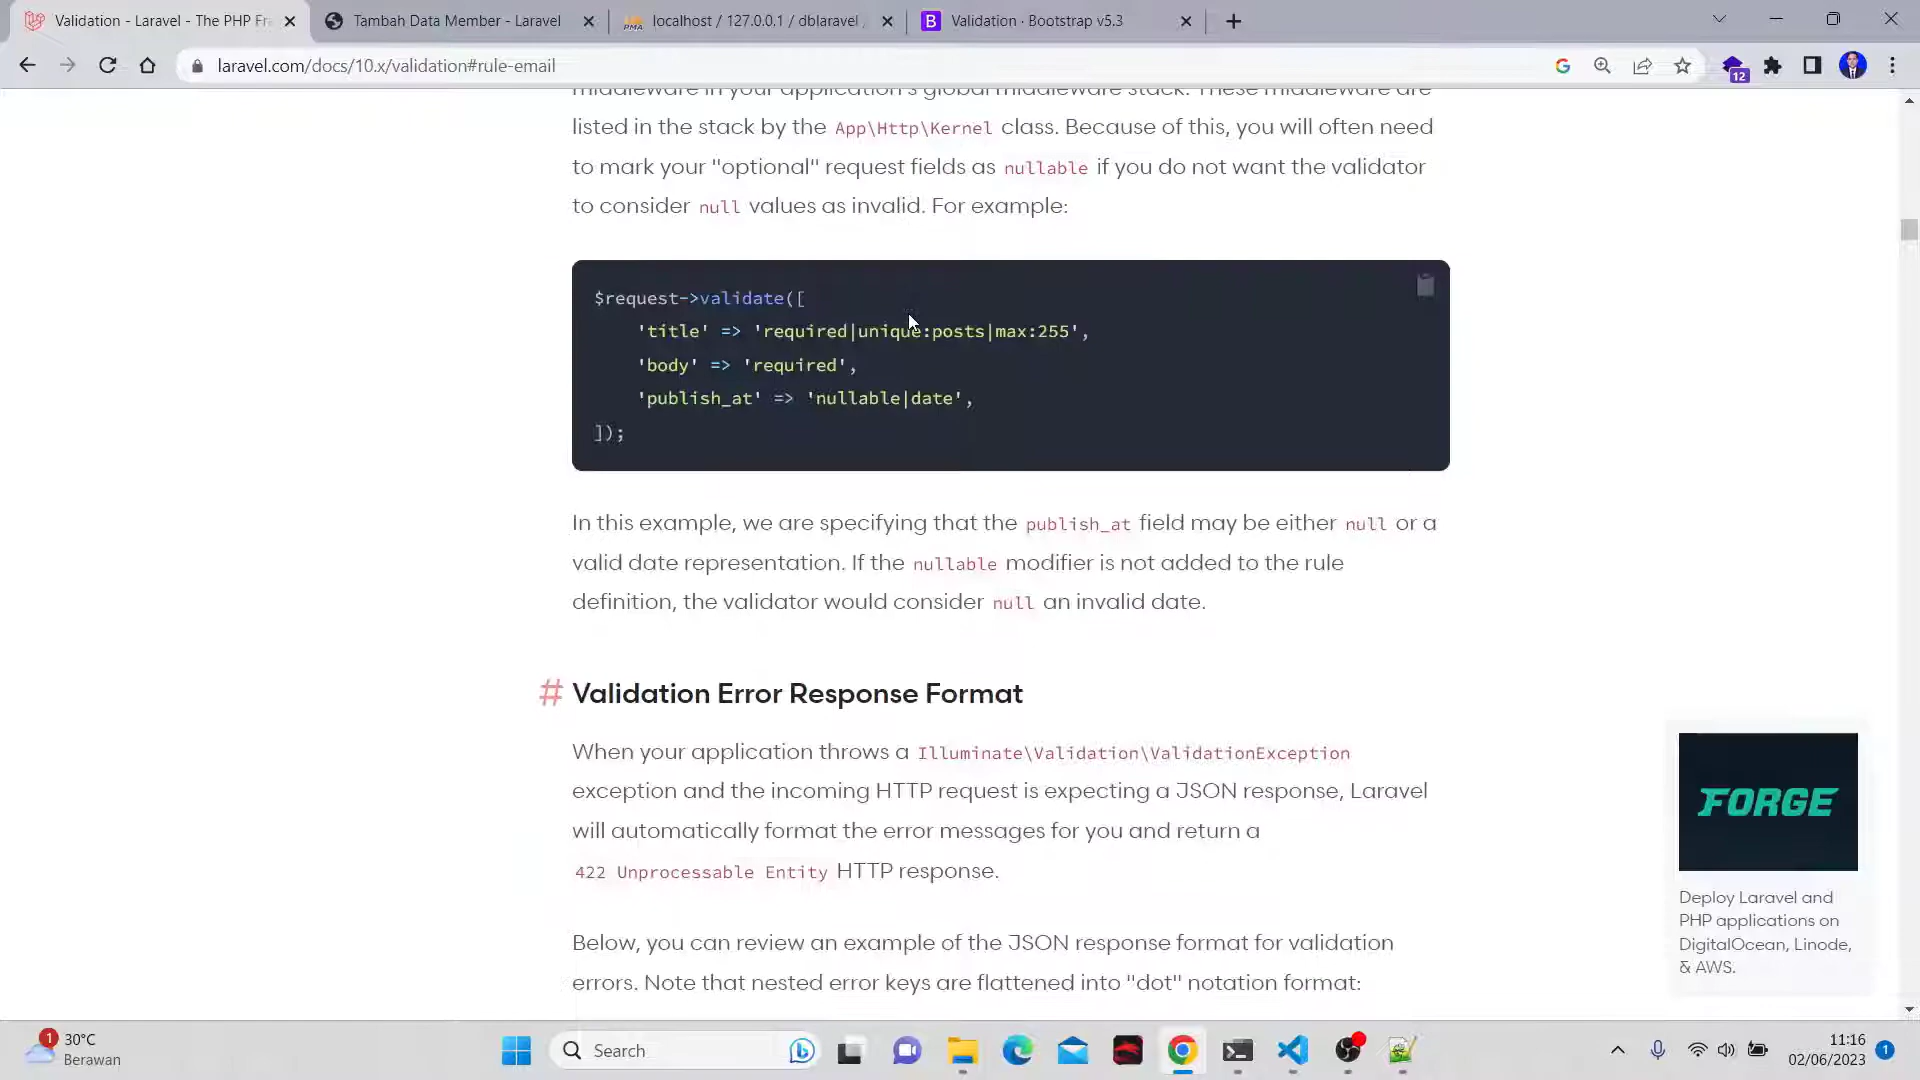 Validation - Laravel - The PHP Fra
Tambah Data Member - Laravel
PMA
localhost / 127.0.0.1 / dblaravel /
B
Validation · Bootstrap v5.3
laravel.com/docs/10.x/validation#rule-email
12
middleware in your application's global middleware stack. These middleware are
listed in the stack by the App\Http\Kernel class. Because of this, you will often need
to mark your "optional" request fields as nullable if you do not want the validator
to consider null values as invalid. For example:
$request->validate([
'title' => 'required|unique:posts|max:255',
'body' => 'required',
'publish_at' => 'nullable|date',
]);
In this example, we are specifying that the publish_at field may be either null or a
valid date representation. If the nullable modifier is not added to the rule
definition, the validator would consider null an invalid date.
# Validation Error Response Format
When your application throws a Illuminate\Validation\ValidationException
exception and the incoming HTTP request is expecting a JSON response, Laravel
will automatically format the error messages for you and return a
422 Unprocessable Entity HTTP response.
Below, you can review an example of the JSON response format for validation
errors. Note that nested error keys are flattened into "dot" notation format:
FORGE
Deploy Laravel and
PHP applications on
DigitalOcean, Linode,
& AWS.
1
30°C
Berawan
Search
11:16
02/06/2023
1